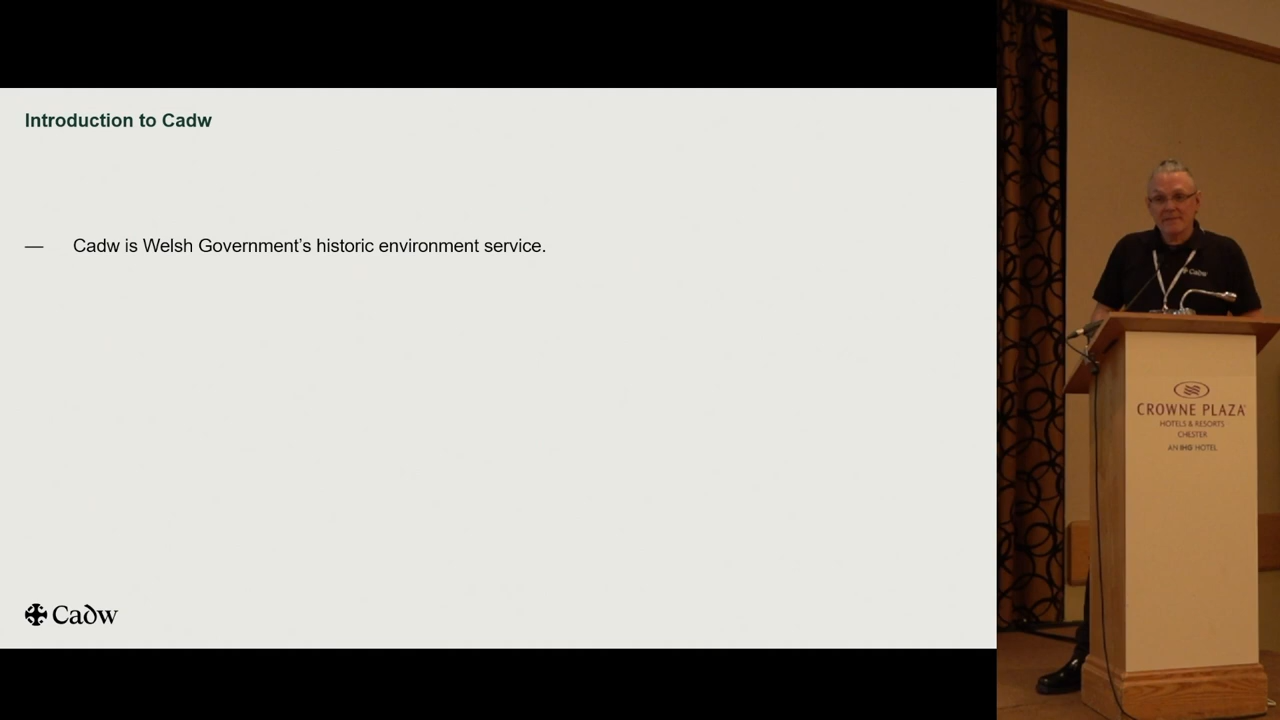 Introduction to Cadw
— Cadw is Welsh Government’s historic environment service.
Cadw
Cadw
CROWNE PLAZA
HOTELS & RESORTS
CHESTER
AN IHG HOTEL